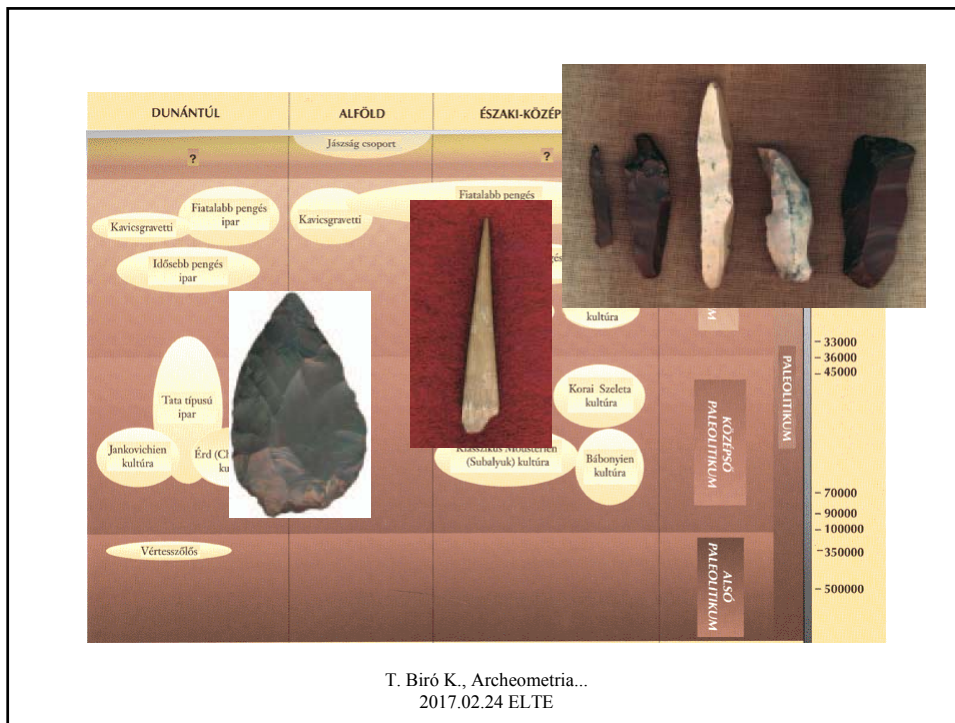 DUNÁNTÚL
ALFÖLD
ÉSZAKI-KÖZÉP
Jászság csoport
?
?
Fiatalabb pengés
ipar
Kavicsgravetti
Kavicsgravetti
Fiatalabb pengés
Idősebb pengés
ipar
kultúra
Tata típusú
ipar
Korai Szeleta
kultúra
Jankovichien
kultúra
Érd
Klasszikus Moustérien
(Subalyuk) kultúra
Bábonyien
kultúra
Vértesszőlős
KÖZÉPSŐ
PALEOLITIKUM
ALSÓ
PALEOLITIKUM
PALEOLITIKUM
33000
36000
45000
70000
90000
100000
350000
500000
T. Biró K., Archeometria...
2017.02.24 ELTE